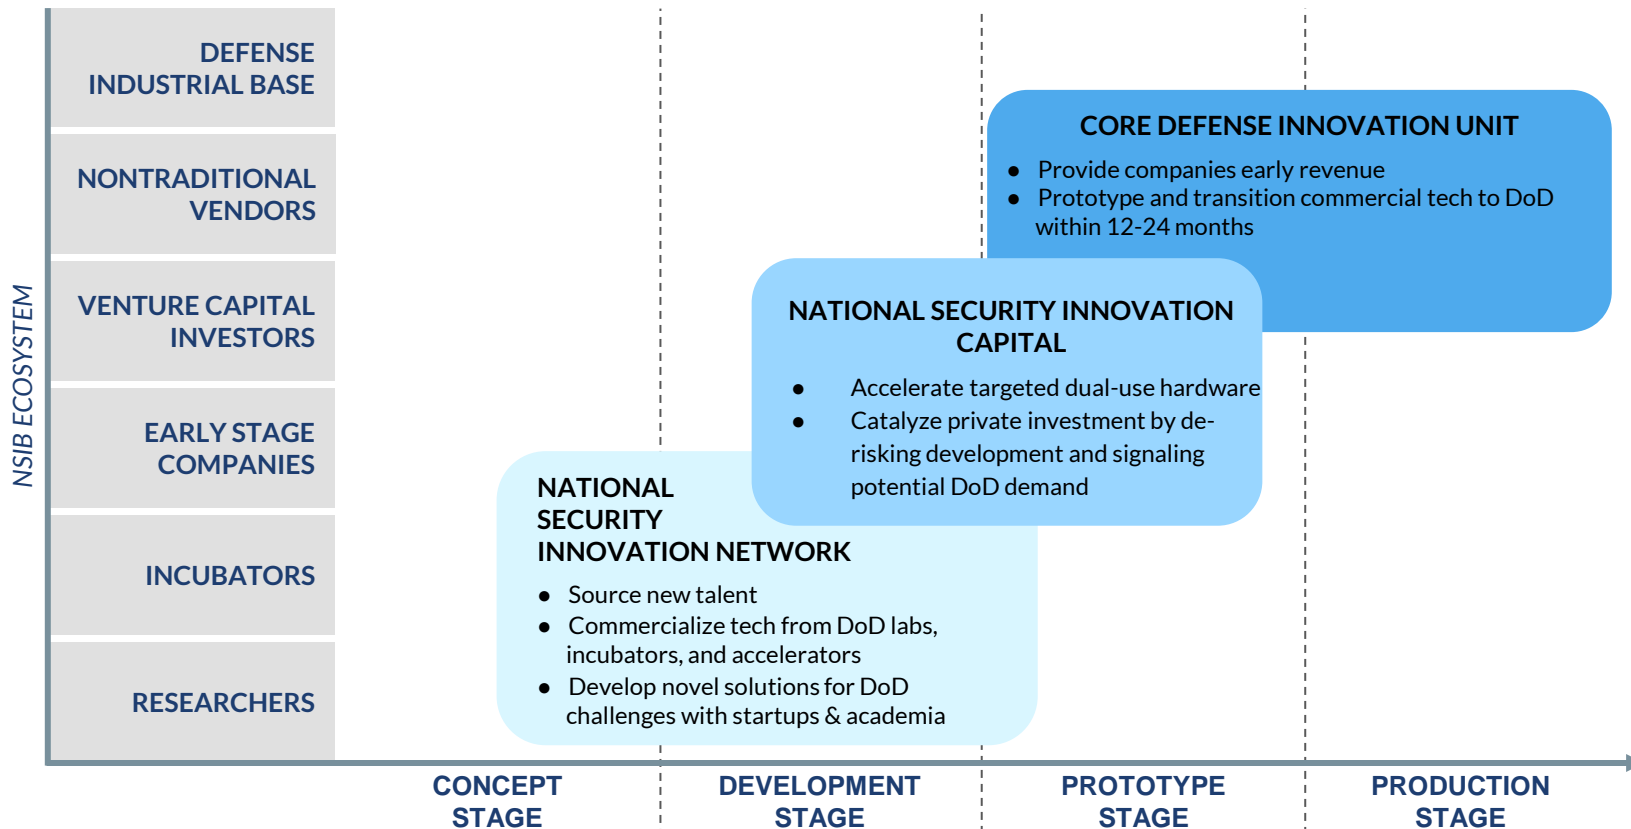 NSIB ECOSYSTEM
DEFENSE
INDUSTRIAL BASE
NONTRADITIONAL
VENDORS
VENTURE CAPITAL
INVESTORS
EARLY STAGE
COMPANIES
INCUBATORS
RESEARCHERS
CORE DEFENSE INNOVATION UNIT
● Provide companies early revenue
● Prototype and transition commercial tech to DoD
within 12-24 months
NATIONAL SECURITY INNOVATION
CAPITAL
● Accelerate targeted dual-use hardware
● Catalyze private investment by de-
risking development and signaling
potential DoD demand
NATIONAL
SECURITY
INNOVATION NETWORK
● Source new talent
● Commercialize tech from DoD labs,
incubators, and accelerators
● Develop novel solutions for DoD
challenges with startups & academia
CONCEPT
STAGE
DEVELOPMENT
STAGE
PROTOTYPE
STAGE
PRODUCTION
STAGE